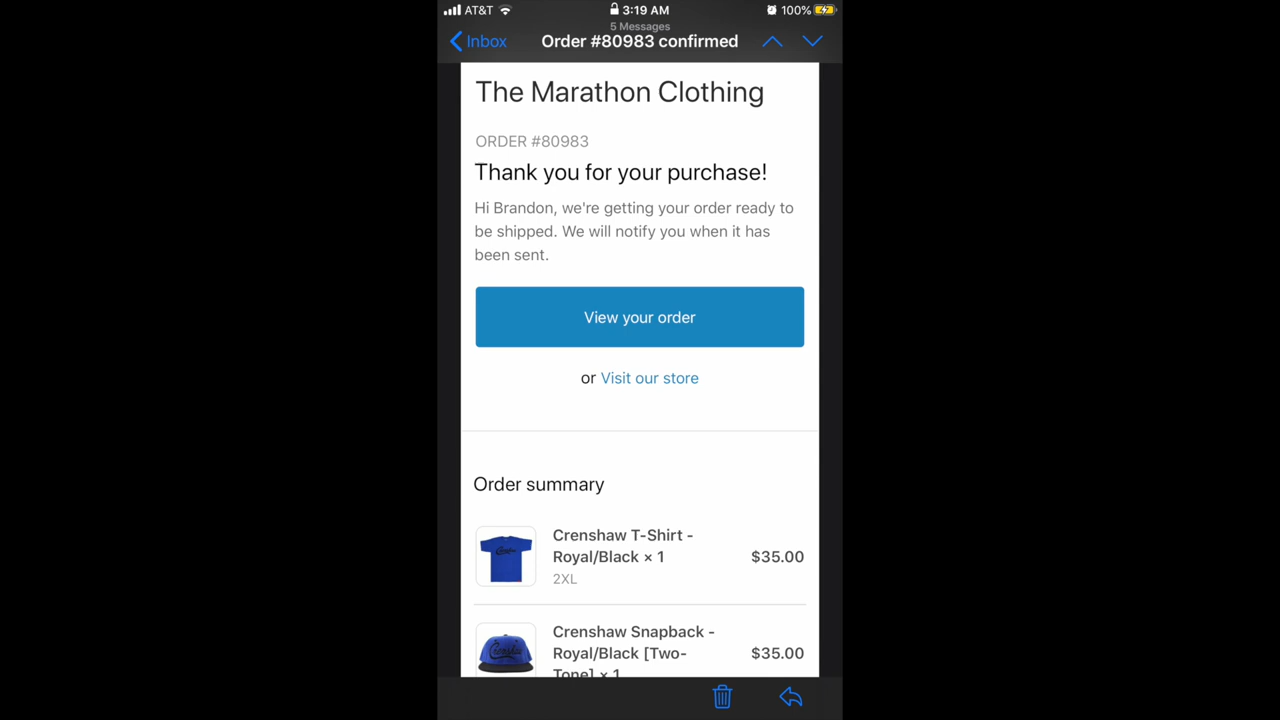 AT&T 3:19 AM 100%
5 Messages
Inbox Order #80983 confirmed
The Marathon Clothing
ORDER #80983
Thank you for your purchase!
Hi Brandon, we're getting your order ready to
be shipped. We will notify you when it has
been sent.
View your order
or Visit our store
Order summary
Crenshaw T-Shirt -
Royal/Black × 1 $35.00
2XL
Crenshaw
Crenshaw Snapback -
Royal/Black [Two- $35.00
Tone] × 1